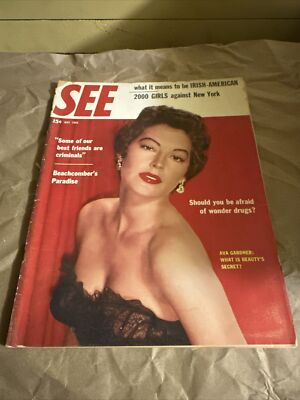 what it means to be IRISH-AMERICAN
2000 GIRLS against New York
SEE
15¢
"Some of our
best friends are
criminals"
Beachcomber's
Paradise
Should you be afraid
of wonder drugs?
AVA GARDNER:
WHAT IS BEAUTY'S
SECRET?